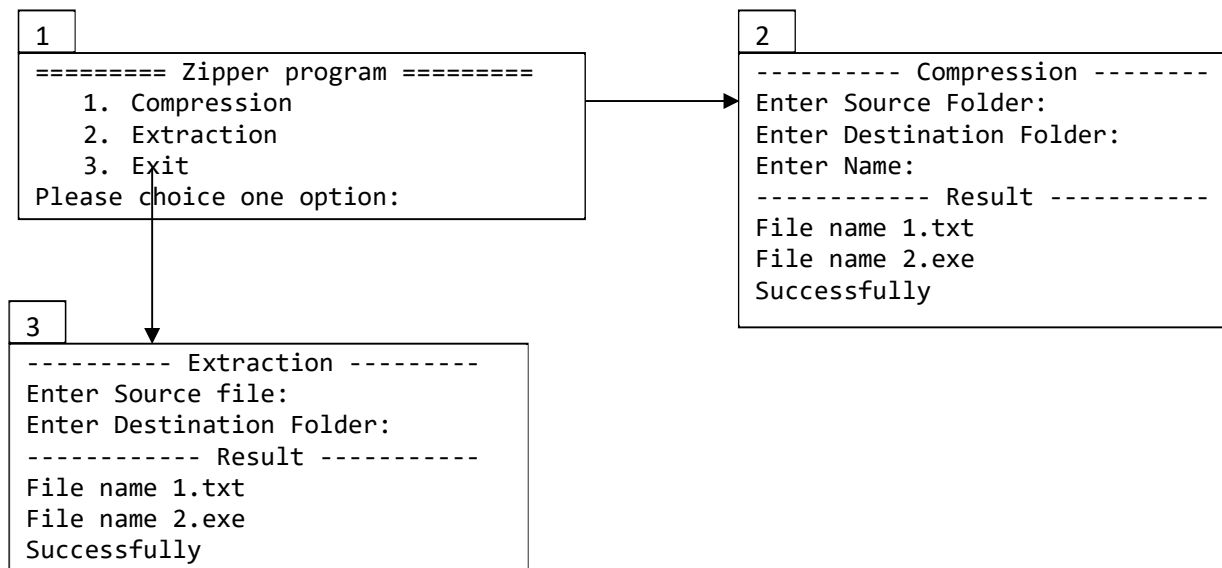 1
========= Zipper program =========
1. Compression
2. Extraction
3. Exit
Please choice one option:
2
---------- Compression --------
Enter Source Folder:
Enter Destination Folder:
Enter Name:
------------ Result -----------
File name 1.txt
File name 2.exe
Successfully
3
---------- Extraction ---------
Enter Source file:
Enter Destination Folder:
------------ Result -----------
File name 1.txt
File name 2.exe
Successfully